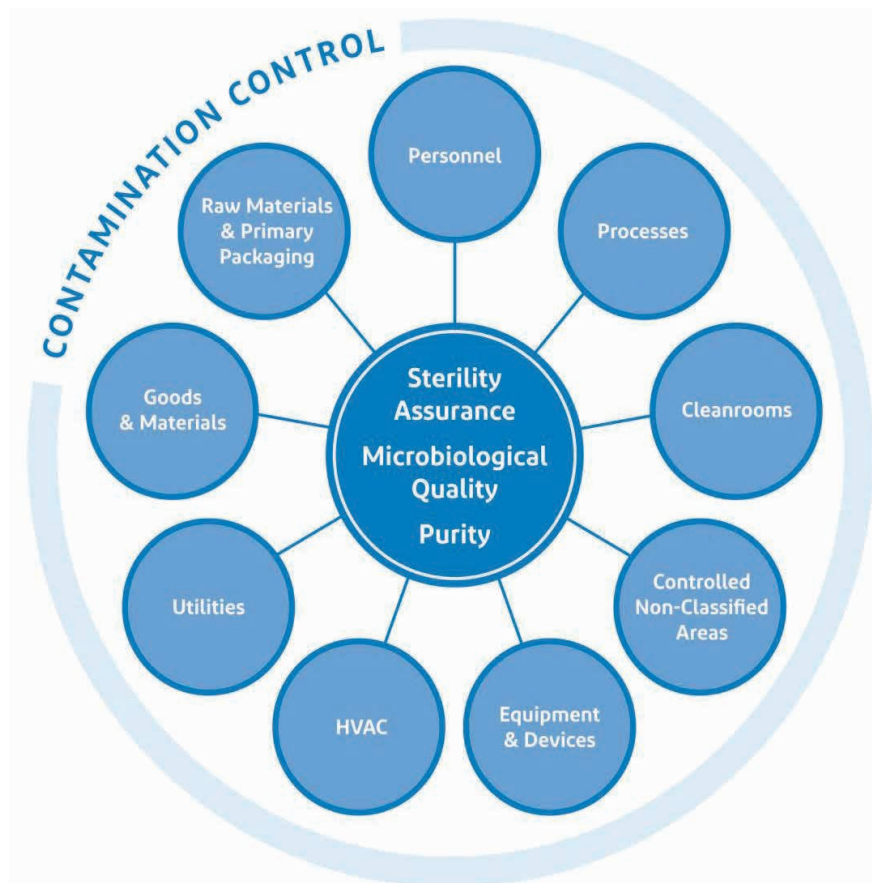 CONTAMINATION CONTROL
Personnel
Processes
Cleanrooms
Controlled
Non-Classified
Areas
Equipment
& Devices
HVAC
Utilities
Goods
& Materials
Raw Materials
& Primary
Packaging
Sterility
Assurance
Microbiological
Quality
Purity